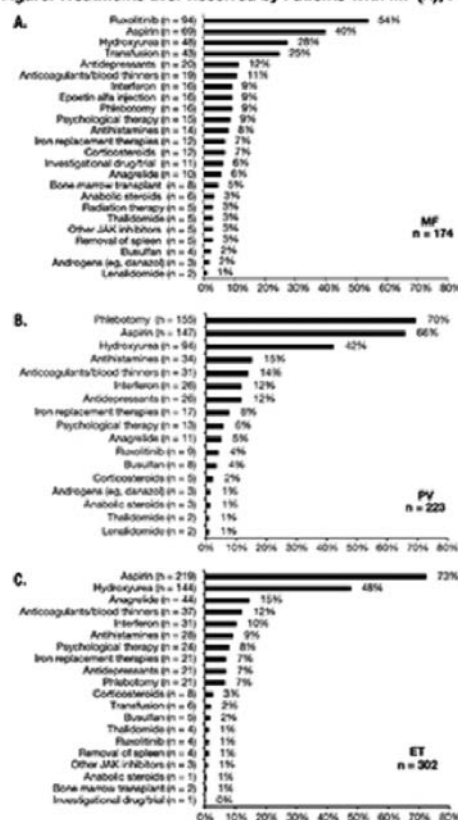 A.
Ruxolitinib (n = 94) 54%
Aspirin (n = 69) 40%
Hydroxyurea (n = 48) 28%
Transfusion (n = 43) 25%
Antidepressants (n = 20) 12%
Anticoagulants/blood thinners (n = 19) 11%
Interferon (n = 16) 9%
Epoetin alfa injection (n = 16) 9%
Phlebotomy (n = 16) 9%
Psychological therapy (n = 15) 9%
Antihistamines (n = 14) 8%
Iron replacement therapies (n = 12) 7%
Corticosteroids (n = 12) 7%
Investigational drug/trial (n = 11) 6%
Anagrelide (n = 10) 6%
Bone marrow transplant (n = 8) 5%
Anabolic steroids (n = 6) 3%
Radiation therapy (n = 5) 3%
Thalidomide (n = 5) 3%
Other JAK inhibitors (n = 5) 3%
Removal of spleen (n = 5) 3%
Busulfan (n = 4) 2%
Androgens (eg, danazol) (n = 3) 2%
Lenalidomide (n = 2) 1%
MF
n = 174
0% 10% 20% 30% 40% 50% 60% 70% 80%
B.
Phlebotomy (n = 155) 70%
Aspirin (n = 147) 66%
Hydroxyurea (n = 94) 42%
Antihistamines (n = 34) 15%
Anticoagulants/blood thinners (n = 31) 14%
Interferon (n = 26) 12%
Antidepressants (n = 26) 12%
Iron replacement therapies (n = 17) 8%
Psychological therapy (n = 13) 6%
Anagrelide (n = 11) 5%
Ruxolitinib (n = 9) 4%
Busulfan (n = 8) 4%
Corticosteroids (n = 5) 2%
Androgens (eg, danazol) (n = 3) 1%
Anabolic steroids (n = 3) 1%
Thalidomide (n = 2) 1%
Lenalidomide (n = 2) 1%
PV
n = 223
0% 10% 20% 30% 40% 50% 60% 70% 80%
C.
Aspirin (n = 219) 73%
Hydroxyurea (n = 144) 48%
Anagrelide (n = 44) 15%
Anticoagulants/blood thinners (n = 37) 12%
Interferon (n = 31) 10%
Antihistamines (n = 28) 9%
Psychological therapy (n = 24) 8%
Iron replacement therapies (n = 21) 7%
Antidepressants (n = 21) 7%
Phlebotomy (n = 21) 7%
Corticosteroids (n = 8) 3%
Transfusion (n = 6) 2%
Busulfan (n = 5) 2%
Thalidomide (n = 4) 1%
Ruxolitinib (n = 4) 1%
Removal of spleen (n = 4) 1%
Other JAK inhibitors (n = 3) 1%
Anabolic steroids (n = 1) 1%
Bone marrow transplant (n = 2) 1%
Investigational drug/trial (n = 1) 0%
ET
n = 302
0% 10% 20% 30% 40% 50% 60% 70% 80%